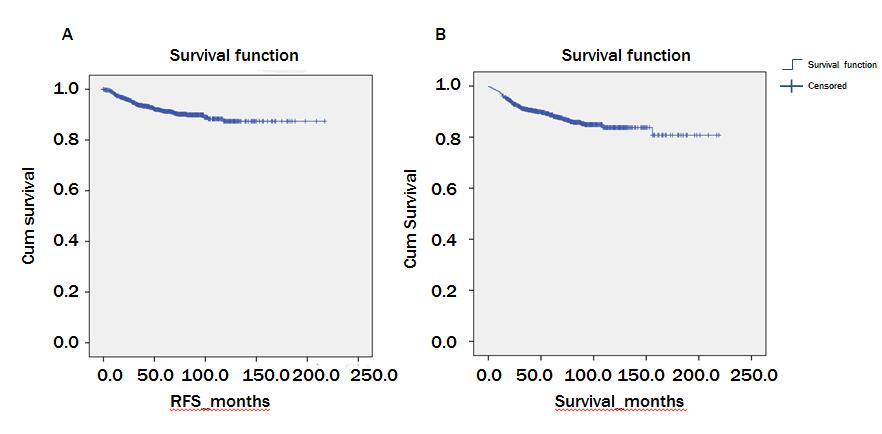 A
Survival function
1.0
0.8
0.6
0.4
0.2
0.0
Cum survival
0.0 50.0 100.0 150.0 200.0 250.0
RFS_months
B
Survival function
1.0
0.8
0.6
0.4
0.2
0.0
Cum Survival
0.0 50.0 100.0 150.0 200.0 250.0
Survival_months
Survival function
Censored